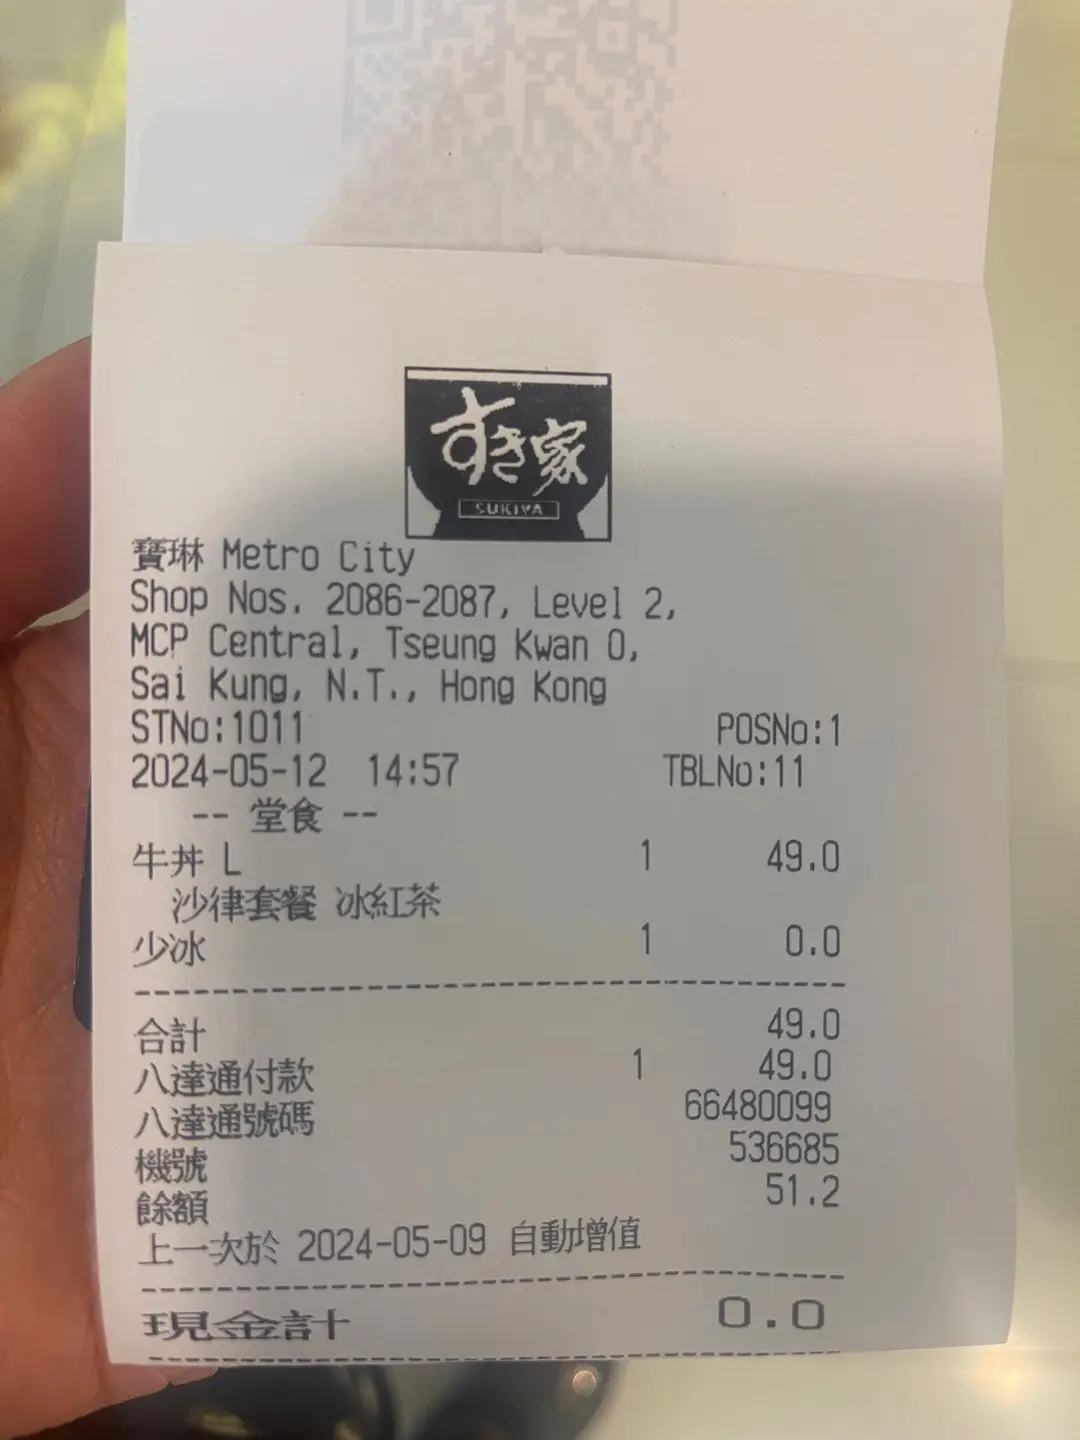 すき家
SUKIYA
寶琳 Metro City
Shop Nos. 2086-2087, Level 2,
MCP Central, Tseung Kwan O,
Sai Kung, N.T., Hong Kong
STNo:1011 POSNo:1
2024-05-12 14:57 TBLNo:11
-- 堂食 --
牛丼 L 1 49.0
沙律套餐 冰紅茶
少冰 1 0.0
合計 49.0
八達通付款 1 49.0
八達通號碼 66480099
機號 536685
餘額 51.2
上一次於 2024-05-09 自動增值
現金計 0.0